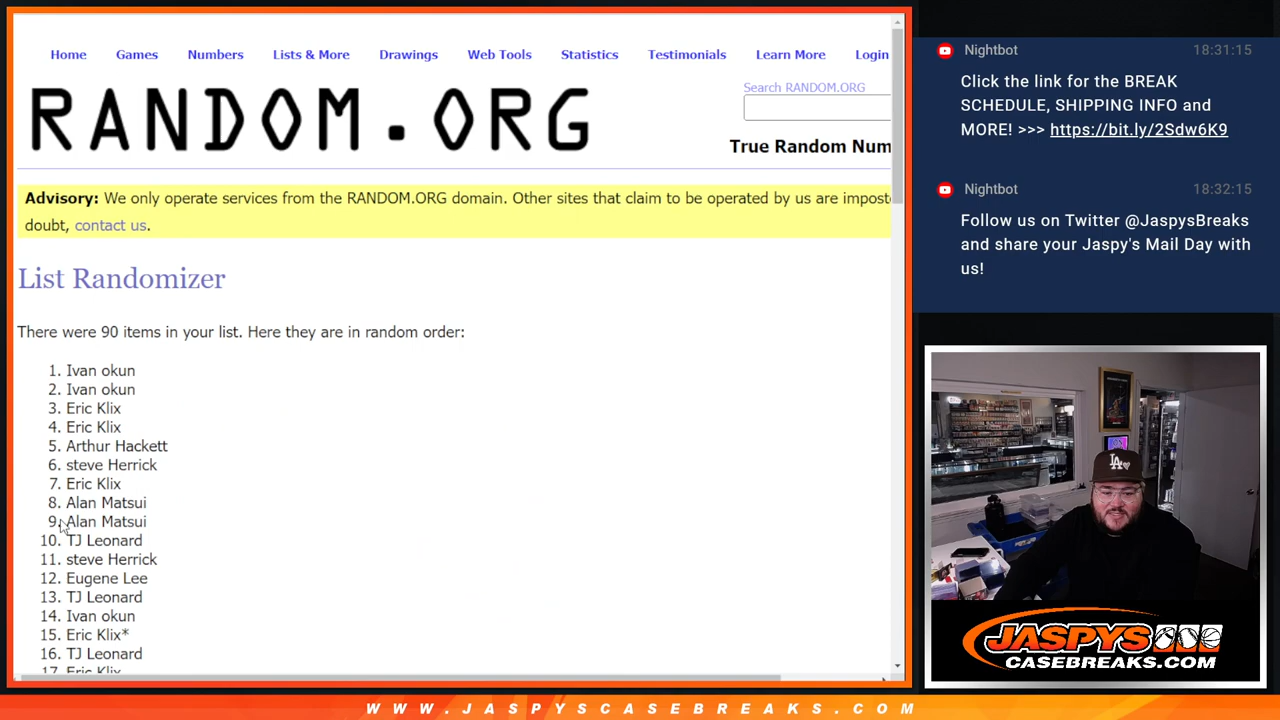 Home Games Numbers Lists & More Drawings Web Tools Statistics Testimonials Learn More Login
RANDOM.ORG
Search RANDOM.ORG
True Random Num
Advisory: We only operate services from the RANDOM.ORG domain. Other sites that claim to be operated by us are imposte
doubt, contact us.
List Randomizer
There were 90 items in your list. Here they are in random order:
1. Ivan okun
2. Ivan okun
3. Eric Klix
4. Eric Klix
5. Arthur Hackett
6. steve Herrick
7. Eric Klix
8. Alan Matsui
9. Alan Matsui
10. TJ Leonard
11. steve Herrick
12. Eugene Lee
13. TJ Leonard
14. Ivan okun
15. Eric Klix*
16. TJ Leonard
17. Eric Klix
Nightbot 18:31:15
Click the link for the BREAK
SCHEDULE, SHIPPING INFO and
MORE! >>> https://bit.ly/2Sdw6K9
Nightbot 18:32:15
Follow us on Twitter @JaspysBreaks
and share your Jaspy's Mail Day with
us!
LA
JASPYS
CASEBREAKS.COM
WWW.JASPYSCASEBREAKS.COM